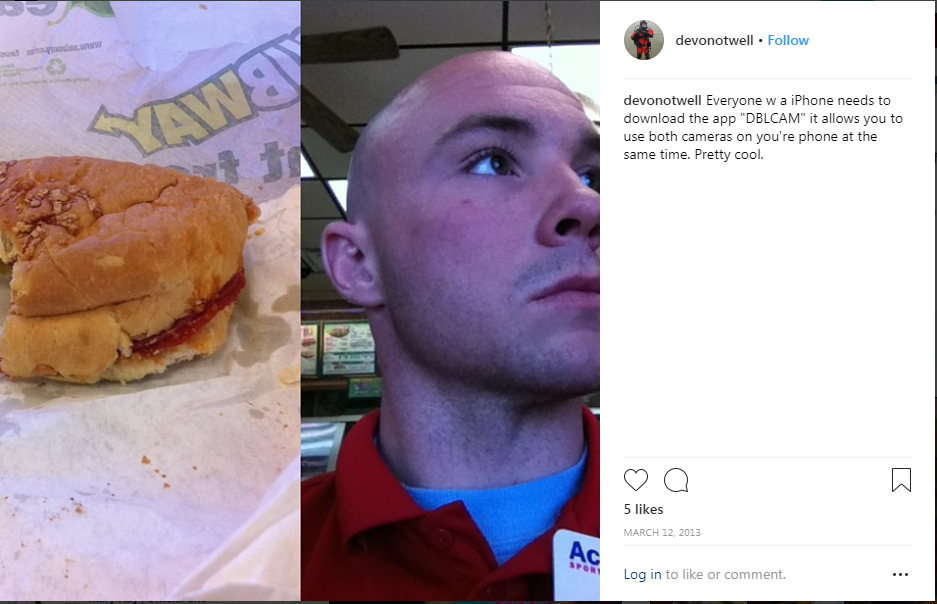 www.subway.com
SUBWAY
Ac
SPOR
devonotwell • Follow
devonotwell Everyone w a iPhone needs to
download the app "DBLCAM" it allows you to
use both cameras on you're phone at the
same time. Pretty cool.
5 likes
MARCH 12, 2013
Log in to like or comment.